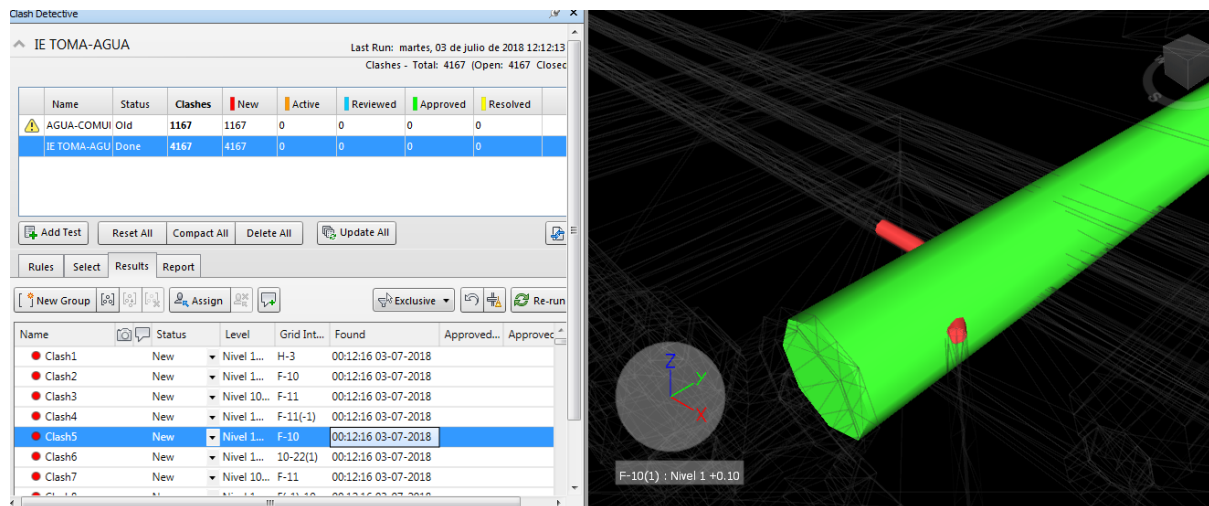 Clash Detective
IE TOMA-AGUA
Last Run: martes, 03 de julio de 2018 12:12:13
Clashes - Total: 4167 (Open: 4167 Closed
Name Status Clashes New Active Reviewed Approved Resolved
AGUA-COMUI Old 1167 1167 0 0 0 0
IE TOMA-AGU Done 4167 4167 0 0 0 0
Add Test Reset All Compact All Delete All Update All
Rules Select Results Report
New Group Assign Exclusive Re-run
Name Status Level Grid Int... Found Approved... Approved
Clash1 New Nivel 1... H-3 00:12:16 03-07-2018
Clash2 New Nivel 1... F-10 00:12:16 03-07-2018
Clash3 New Nivel 10... F-11 00:12:16 03-07-2018
Clash4 New Nivel 1... F-11(-1) 00:12:16 03-07-2018
Clash5 New Nivel 1... F-10 00:12:16 03-07-2018
Clash6 New Nivel 1... 10-22(1) 00:12:16 03-07-2018
Clash7 New Nivel 10... F-11 00:12:16 03-07-2018
Z
Y
X
F-10(1) : Nivel 1 +0.10